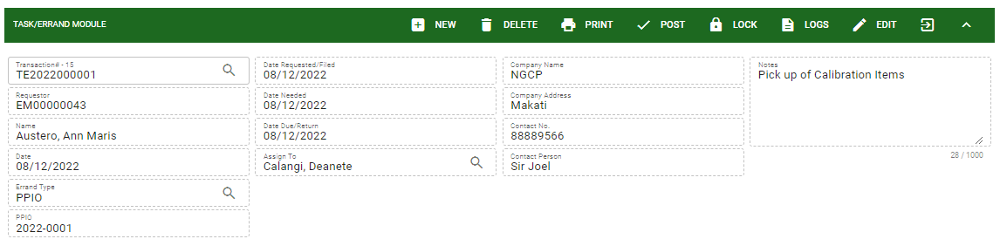 TASK/ERRAND MODULE
NEW
DELETE
PRINT
POST
LOCK
LOGS
EDIT
Transaction# - 15
TE2022000001
Requestor
EM00000043
Name
Austero, Ann Maris
Date
08/12/2022
Errand Type
PPIO
PPIO
2022-0001
Date Requested/Filed
08/12/2022
Date Needed
08/12/2022
Date Due/Return
08/12/2022
Assign To
Calangi, Deanete
Company Name
NGCP
Company Address
Makati
Contact No.
88889566
Contact Person
Sir Joel
Notes
Pick up of Calibration Items
28 / 1000